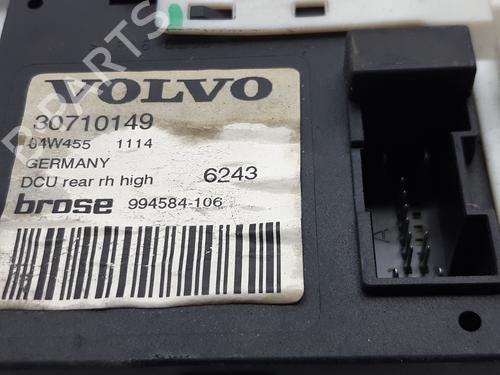 VOLVO
30710149
04W455 1114
GERMANY
DCU rear rh high 6243
brose 994584-106
A